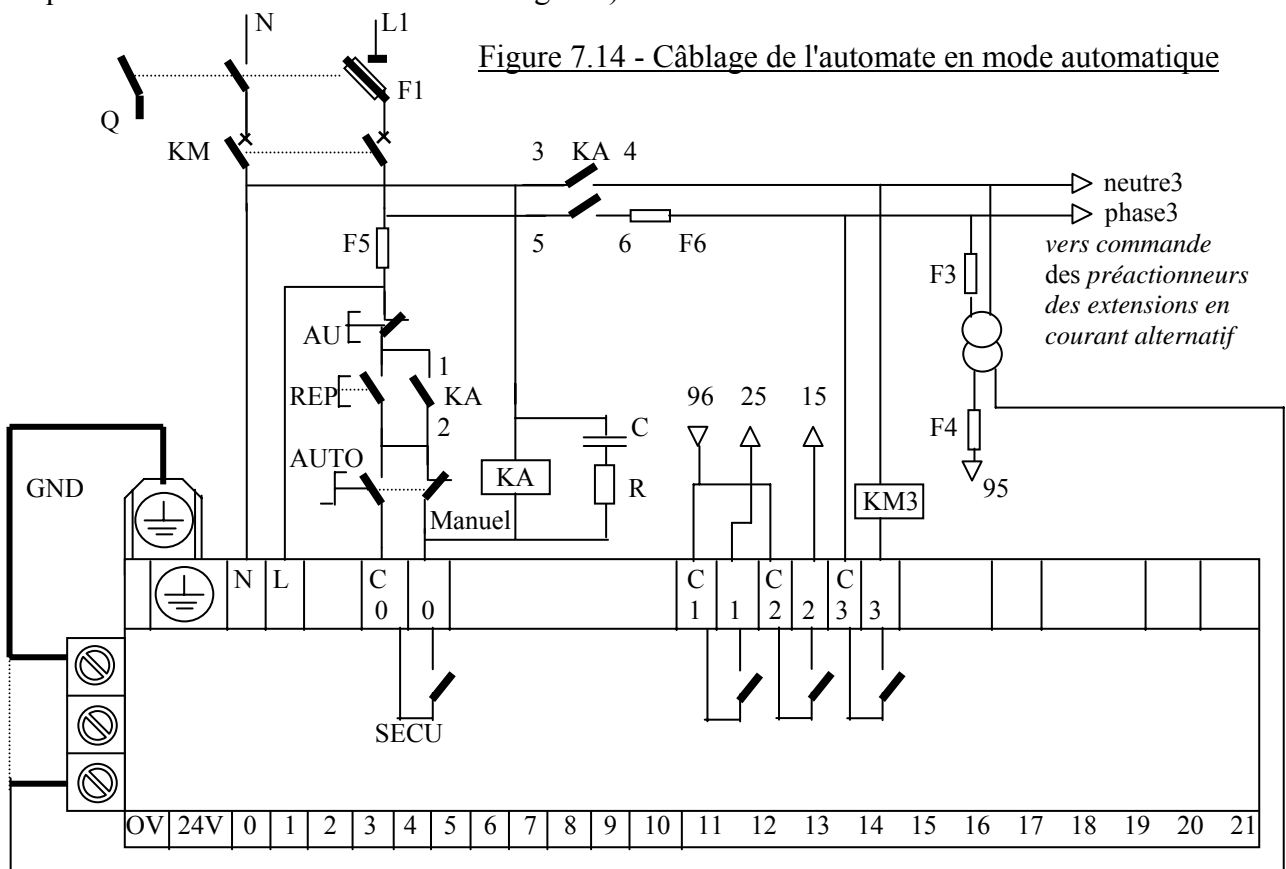 N L1
Figure 7.14 - Câblage de l'automate en mode automatique
F1
Q
KM 3 KA 4
neutre3
phase3
F5 5 6 F6
vers commande
des préactionneurs
des extensions en
courant alternatif
F3
AU
1
REP KA 96 25 15
2 C F4
AUTO
KA R KM3 95
GND
Manuel
N L C C C C
0 0 1 1 2 2 3 3
SECU
OV 24V 0 1 2 3 4 5 6 7 8 9 10 11 12 13 14 15 16 17 18 19 20 21